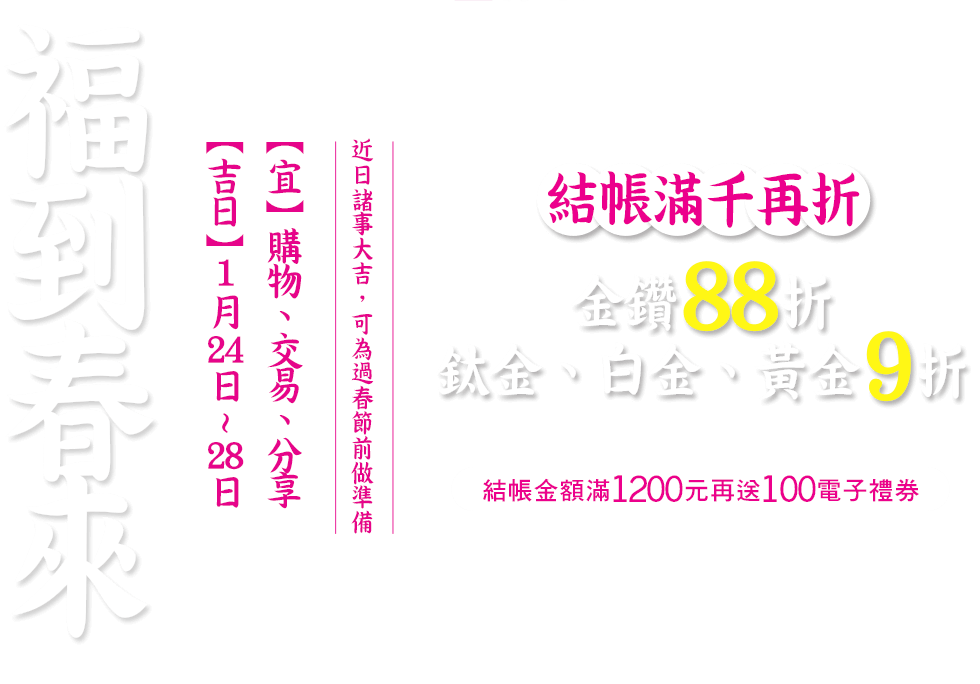 福到春來
近日諸事大吉，可為過春節前做準備
【宜】購物、交易、分享
【吉日】1月24日~28日
結帳滿千再折
金鑽88折
鈦金、白金、黃金9折
結帳金額滿1200元再送100電子禮券